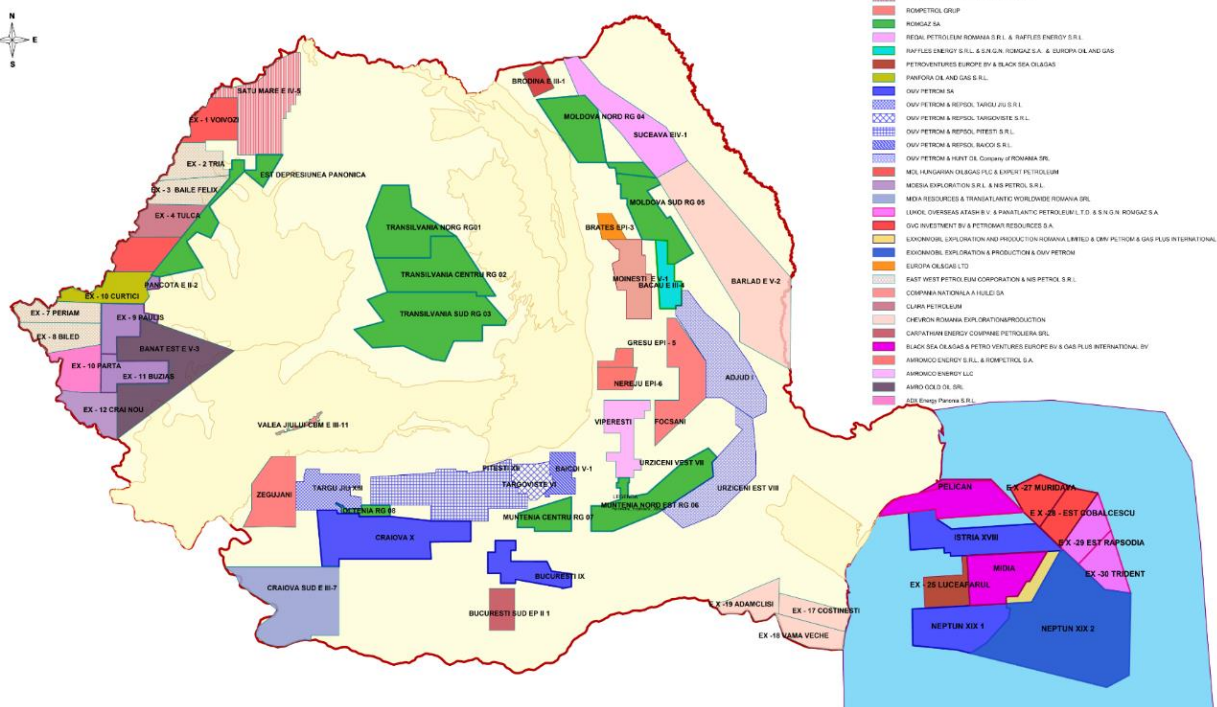 N
E
S
ROMPETROL GRUP
ROMGAZ SA
REGAL PETROLEUM ROMANIA S.R.L. & RAFFLES ENERGY S.R.L.
RAFFLES ENERGY S.R.L. & S.N.G.N. ROMGAZ S.A. & EUROPA OIL AND GAS
PETROVENTURES EUROPE BV & BLACK SEA OIL&GAS
PANFORA OIL AND GAS S.R.L.
OMV PETROM SA
OMV PETROM & REPSOL TARGU JIU S.R.L.
OMV PETROM & REPSOL TARGOVISTE S.R.L.
OMV PETROM & REPSOL PITESTI S.R.L.
OMV PETROM & REPSOL BAICOI S.R.L.
OMV PETROM & HUNT OIL Company of ROMANIA SRL
MOL HUNGARIAN OIL&GAS PLC & EXPERT PETROLEUM
MOESIA EXPLORATION S.R.L. & NIS PETROL S.R.L.
MIDIA RESOURCES & TRANSATLANTIC WORLDWIDE ROMANIA SRL
LUKOIL OVERSEAS ATASH B.V. & PANATLANTIC PETROLEUM L.T.D. & S.N.G.N. ROMGAZ S.A.
GVC INVESTMENT BV & PETROMAR RESOURCES S.A.
EXXONMOBIL EXPLORATION AND PRODUCTION ROMANIA LIMITED & OMV PETROM & GAS PLUS INTERNATIONAL
EXXONMOBIL EXPLORATION & PRODUCTION & OMV PETROM
EUROPA OIL&GAS LTD
EAST WEST PETROLEUM CORPORATION & NIS PETROL S.R.L.
COMPANIA NATIONALA A HUILEI SA
CLARA PETROLEUM
CHEVRON ROMANIA EXPLORATION&PRODUCTION
CARPATHIAN ENERGY COMPANIE PETROLIERA SRL
BLACK SEA OIL&GAS & PETRO VENTURES EUROPE BV & GAS PLUS INTERNATIONAL BV
AMROMCO ENERGY S.R.L. & ROMPETROL S.A.
AMROMCO ENERGY LLC
AMRO GOLD OIL SRL
ADX Energy Panonia S.R.L.
SATU MARE E IV-5
EX - 1 VOIVOZI
EX - 2 TRIA
EX - 3 BAILE FELIX
EX - 4 TULCA
EST DEPRESIUNEA PANONICA
PANCOTA E II-2
EX - 10 CURTICI
EX - 7 PERIAM
EX - 9 PAULIS
EX - 8 BILED
BANAT EST E V-3
EX - 10 PARTA
EX - 11 BUZIAS
EX - 12 CRAI NOU
BRODINA E III-1
MOLDOVA NORD RG 04
SUCEAVA EIV-1
MOLDOVA SUD RG 05
TRANSILVANIA NORG RG01
TRANSILVANIA CENTRU RG 02
TRANSILVANIA SUD RG 03
BRATES EPI-3
MOINESTI E V-1
BACAU E III-4
BARLAD E V-2
GRESU EPI - 5
NEREJU EPI-6
ADJUD I
VALEA JIULUI CBM E III-11
VIPERESTI
FOCSANI
URZICENI VEST VII
URZICENI EST VIII
MUNTENIA NORD EST RG 06
MUNTENIA CENTRU RG 07
ZEGUJANI
TARGU JIU XIII
OLTENIA RG 08
PITESTI XII
TARGOVISTE VI
BAICOI V-1
CRAIOVA X
CRAIOVA SUD E III-7
BUCURESTI IX
BUCURESTI SUD EP II 1
E X -19 ADAMCLISI
EX - 17 COSTINESTI
EX -18 VAMA VECHE
PELICAN
E X -27 MURIDAVA
E X -28 - EST COBALCESCU
E X -29 EST RAPSODIA
EX -30 TRIDENT
ISTRIA XVIII
MIDIA
EX - 25 LUCEAFARUL
NEPTUN XIX 1
NEPTUN XIX 2